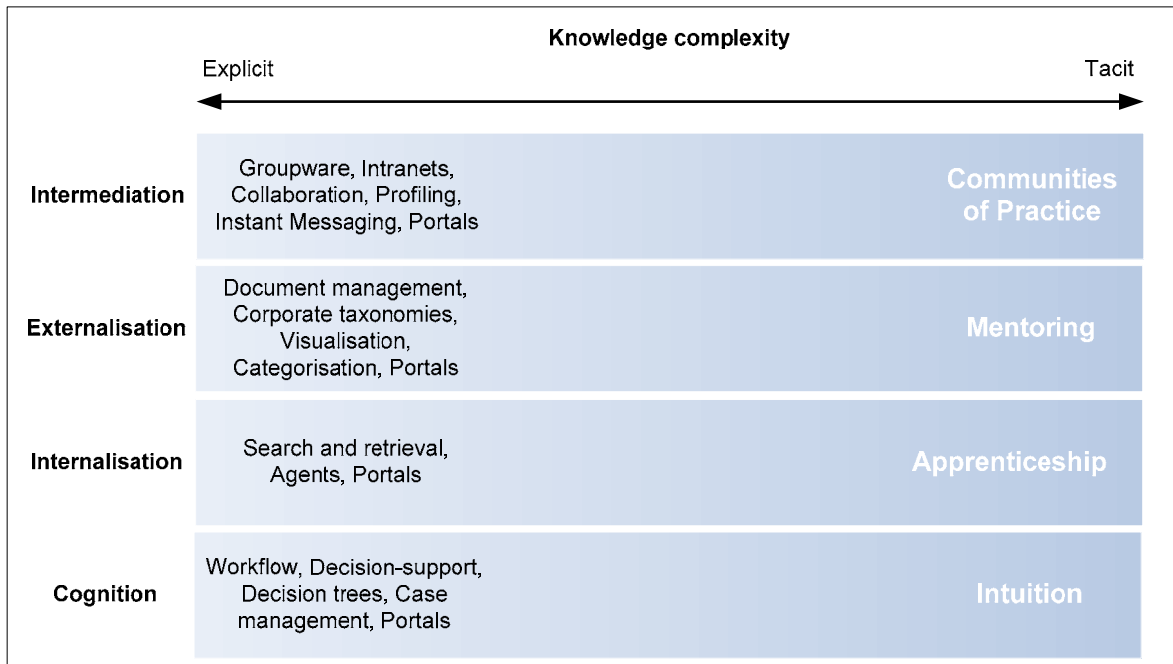 Knowledge complexity
Explicit
Tacit
Intermediation
Groupware, Intranets,
Collaboration, Profiling,
Instant Messaging, Portals
Communities
of Practice
Externalisation
Document management,
Corporate taxonomies,
Visualisation,
Categorisation, Portals
Mentoring
Internalisation
Search and retrieval,
Agents, Portals
Apprenticeship
Cognition
Workflow, Decision-support,
Decision trees, Case
management, Portals
Intuition